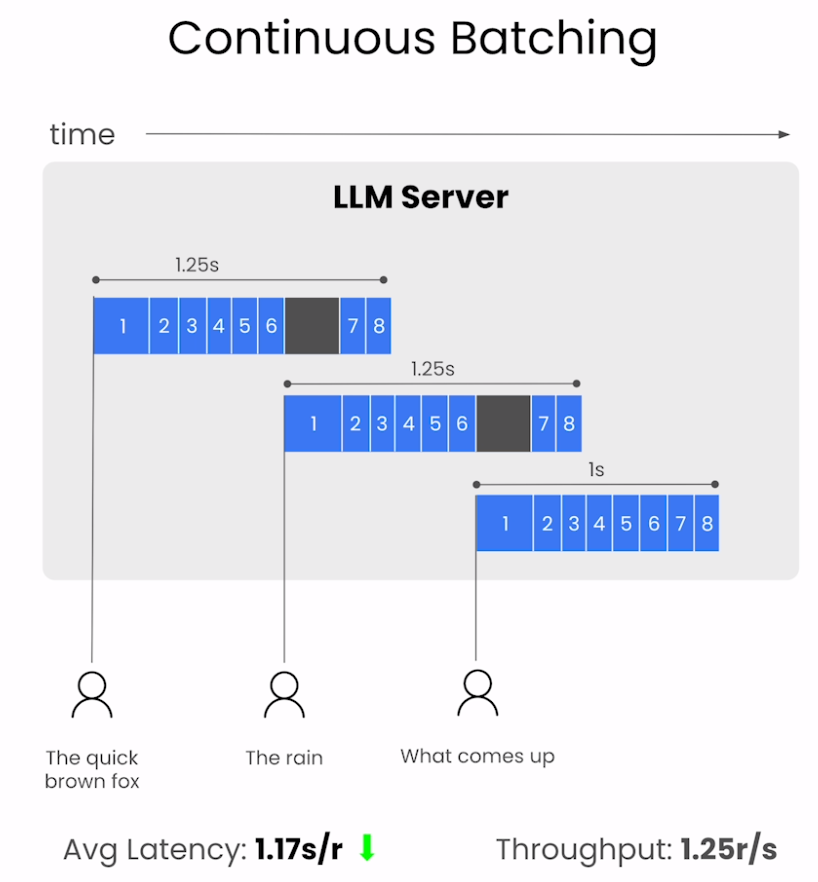 Continuous Batching
time
LLM Server
1.25s
1 2 3 4 5 6 7 8
1.25s
1 2 3 4 5 6 7 8
1s
1 2 3 4 5 6 7 8
The quick
brown fox
The rain
What comes up
Avg Latency: 1.17s/r
Throughput: 1.25r/s